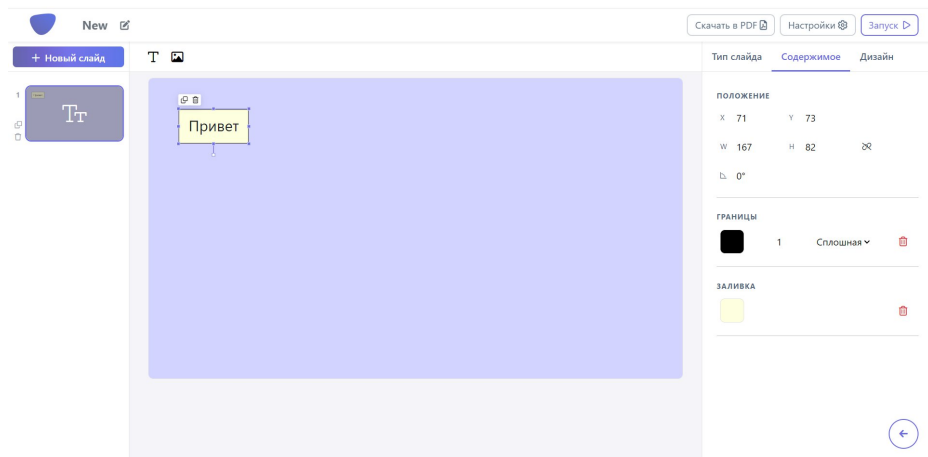 New
Скачать в PDF
Настройки
Запуск
+ Новый слайд
T
Тип слайда
Содержимое
Дизайн
1
Тт
Привет
ПОЛОЖЕНИЕ
X 71 Y 73
W 167 H 82
0°
ГРАНИЦЫ
1 Сплошная
ЗАЛИВКА